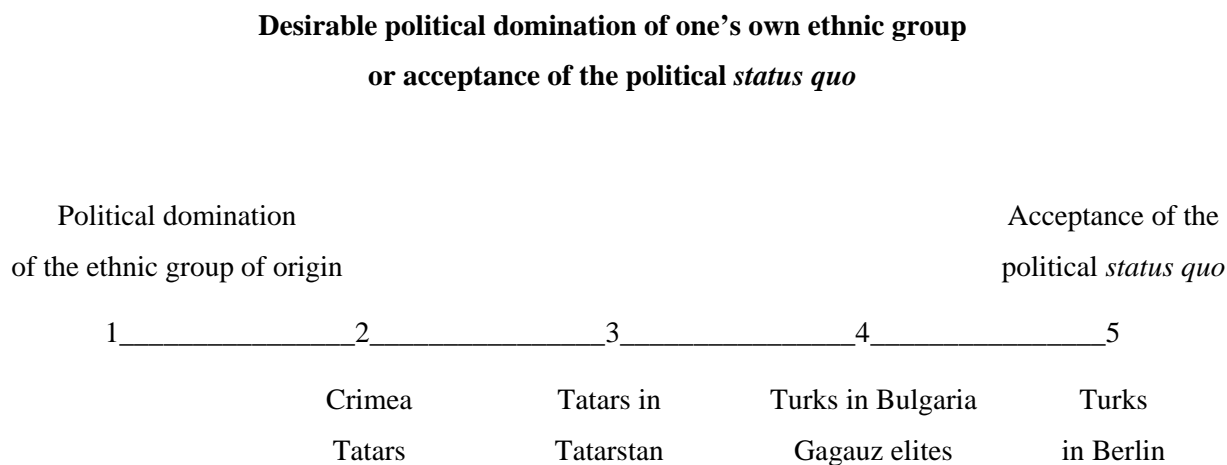 Desirable political domination of one’s own ethnic group
or acceptance of the political status quo
Political domination
of the ethnic group of origin
Acceptance of the
political status quo
1_________________2_________________3_________________4_________________5
Crimea
Tatars
Tatars in
Tatarstan
Turks in Bulgaria
Gagauz elites
Turks
in Berlin